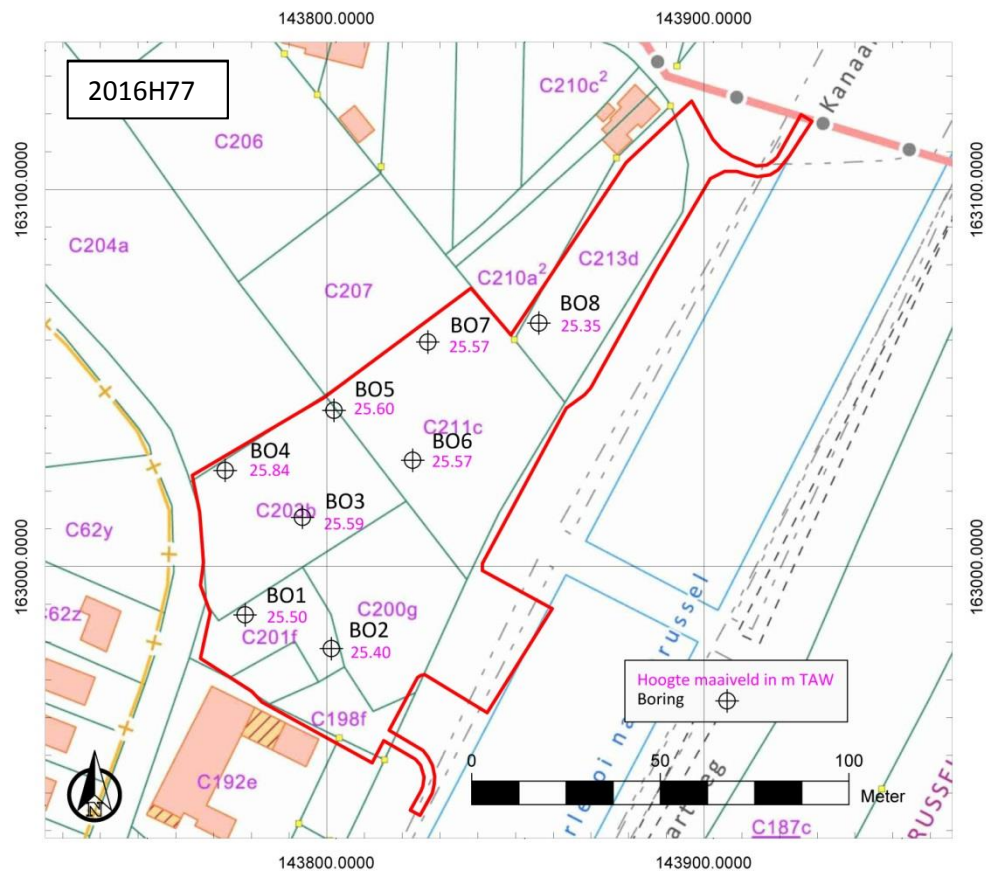 143800.0000
143900.0000
2016H77
C210c²
Kanaal
C206
163100.0000
163100.0000
C204a
C213d
C207
C210a²
BO8
25.35
BO7
25.57
BO5
25.60
C211c
BO6
25.57
BO4
25.84
C202b
BO3
25.59
C62y
163000.0000
163000.0000
C62z
C200g
BO1
25.50
C201f
BO2
25.40
Hoogte maaiveld in m TAW
Boring
C198f
C192e
0
50
100
Meter
C187c
143800.0000
143900.0000